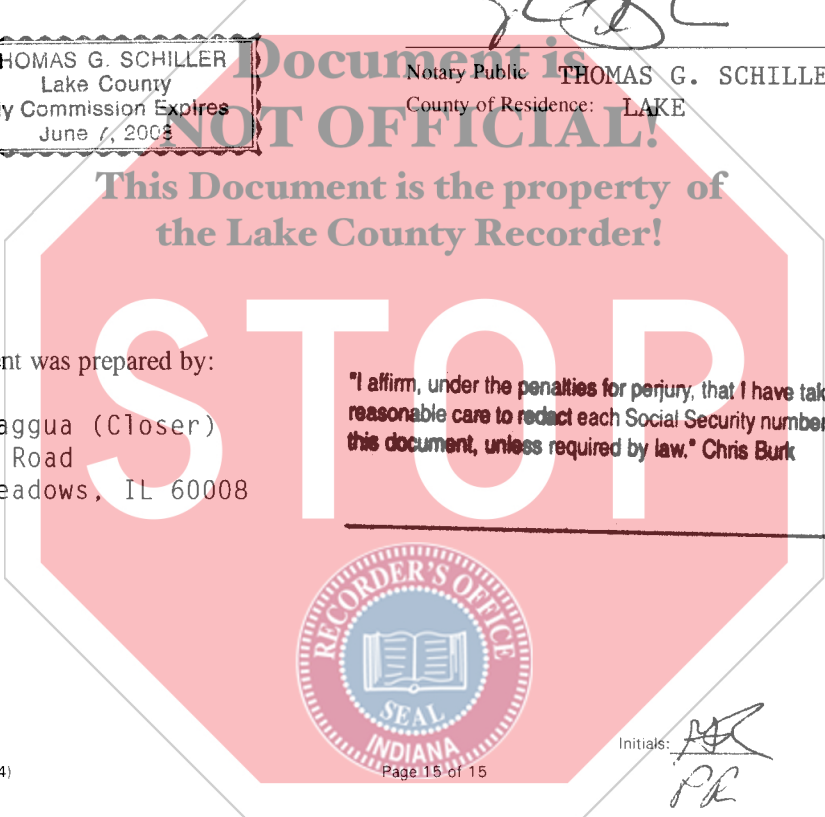 HOMAS G. SCHILLER
Lake County
y Commission Expires
June 7, 2008
Document is
NOT OFFICIAL!
This Document is the property of
the Lake County Recorder!
Notary Public THOMAS G. SCHILLE
County of Residence: LAKE
STOP
nt was prepared by:
aggua (Closer)
Road
eadows, IL 60008
"I affirm, under the penalties for perjury, that I have tak
reasonable care to redact each Social Security number
this document, unless required by law." Chris Burk
RECORDER'S OFFICE
SEAL
INDIANA
Initials:
PR
4)
Page 15 of 15